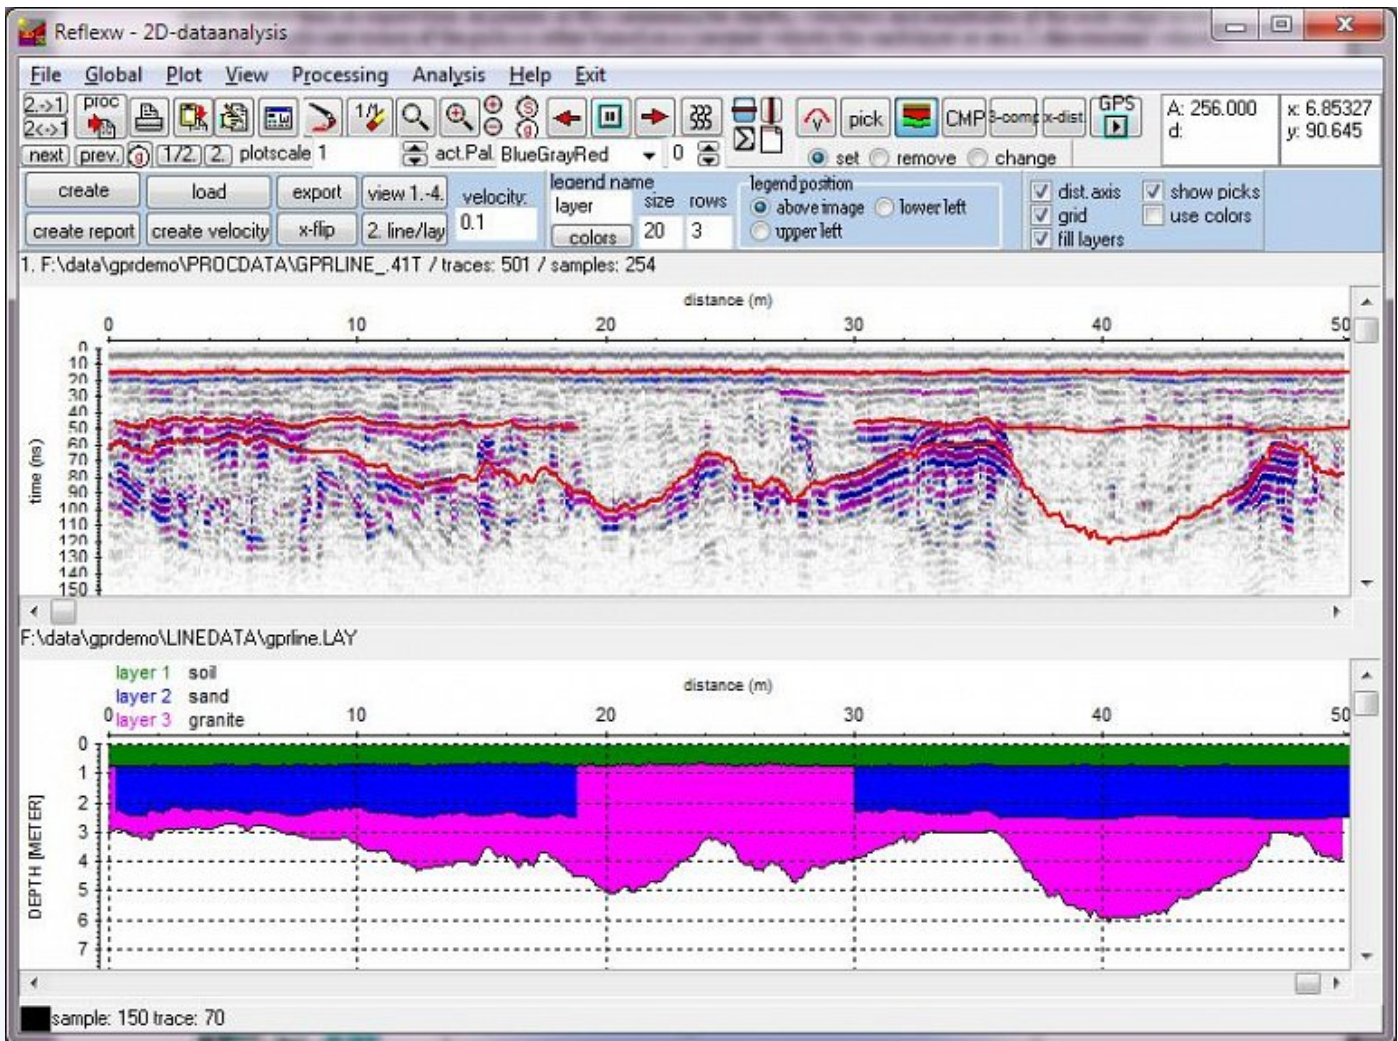 Reflexw - 2D-dataanalysis
File Global Plot View Processing Analysis Help Exit
2.->1 proc 1/f CMP 3-comp x-dist. GPS A: 256.000 x: 6.85327
2<->1 pick d: y: 90.645
next prev. g 1/2. 2. plotscale 1 act.Pal. BlueGrayRed 0 set remove change
create load export view 1.-4. velocity: legend name size rows legend position dist.axis show picks
0.1 layer 20 3 above image lower left grid use colors
create report create velocity x-flip 2. line/lay colors upper left fill layers
1. F:\data\gprdemo\PROCDATA\GPRLINE_.41T / traces: 501 / samples: 254
distance (m)
0 10 20 30 40 50
time (ns)
0
10
20
30
40
50
60
70
80
90
100
110
120
130
140
150
F:\data\gprdemo\LINEDATA\gprline.LAY
layer 1 soil
layer 2 sand
layer 3 granite
distance (m)
0 10 20 30 40 50
DEPTH [METER]
0
1
2
3
4
5
6
7
sample: 150 trace: 70